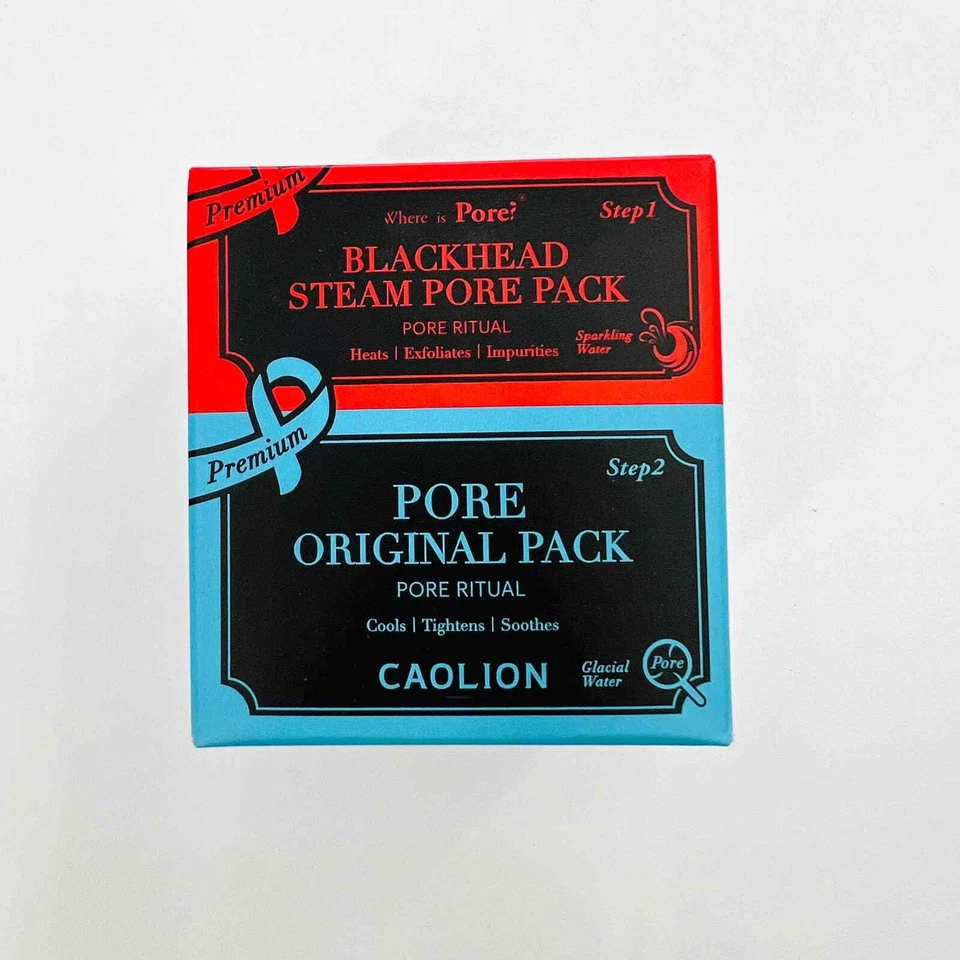 Premium
Where is Pore?®
Step1
BLACKHEAD
STEAM PORE PACK
PORE RITUAL
Heats | Exfoliates | Impurities
Sparkling
Water
Premium
Step2
PORE
ORIGINAL PACK
PORE RITUAL
Cools | Tightens | Soothes
CAOLION
Glacial
Water
Pore